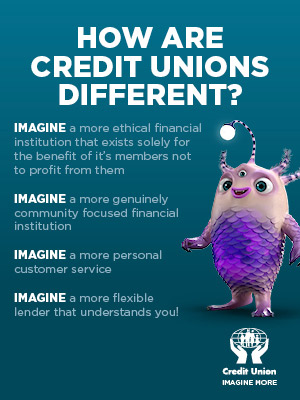 HOW ARE
CREDIT UNIONS
DIFFERENT?
IMAGINE a more ethical financial
institution that exists solely for
the benefit of it's members not
to profit from them
IMAGINE a more genuinely
community focused financial
institution
IMAGINE a more personal
customer service
IMAGINE a more flexible
lender that understands you!
Credit Union
IMAGINE MORE